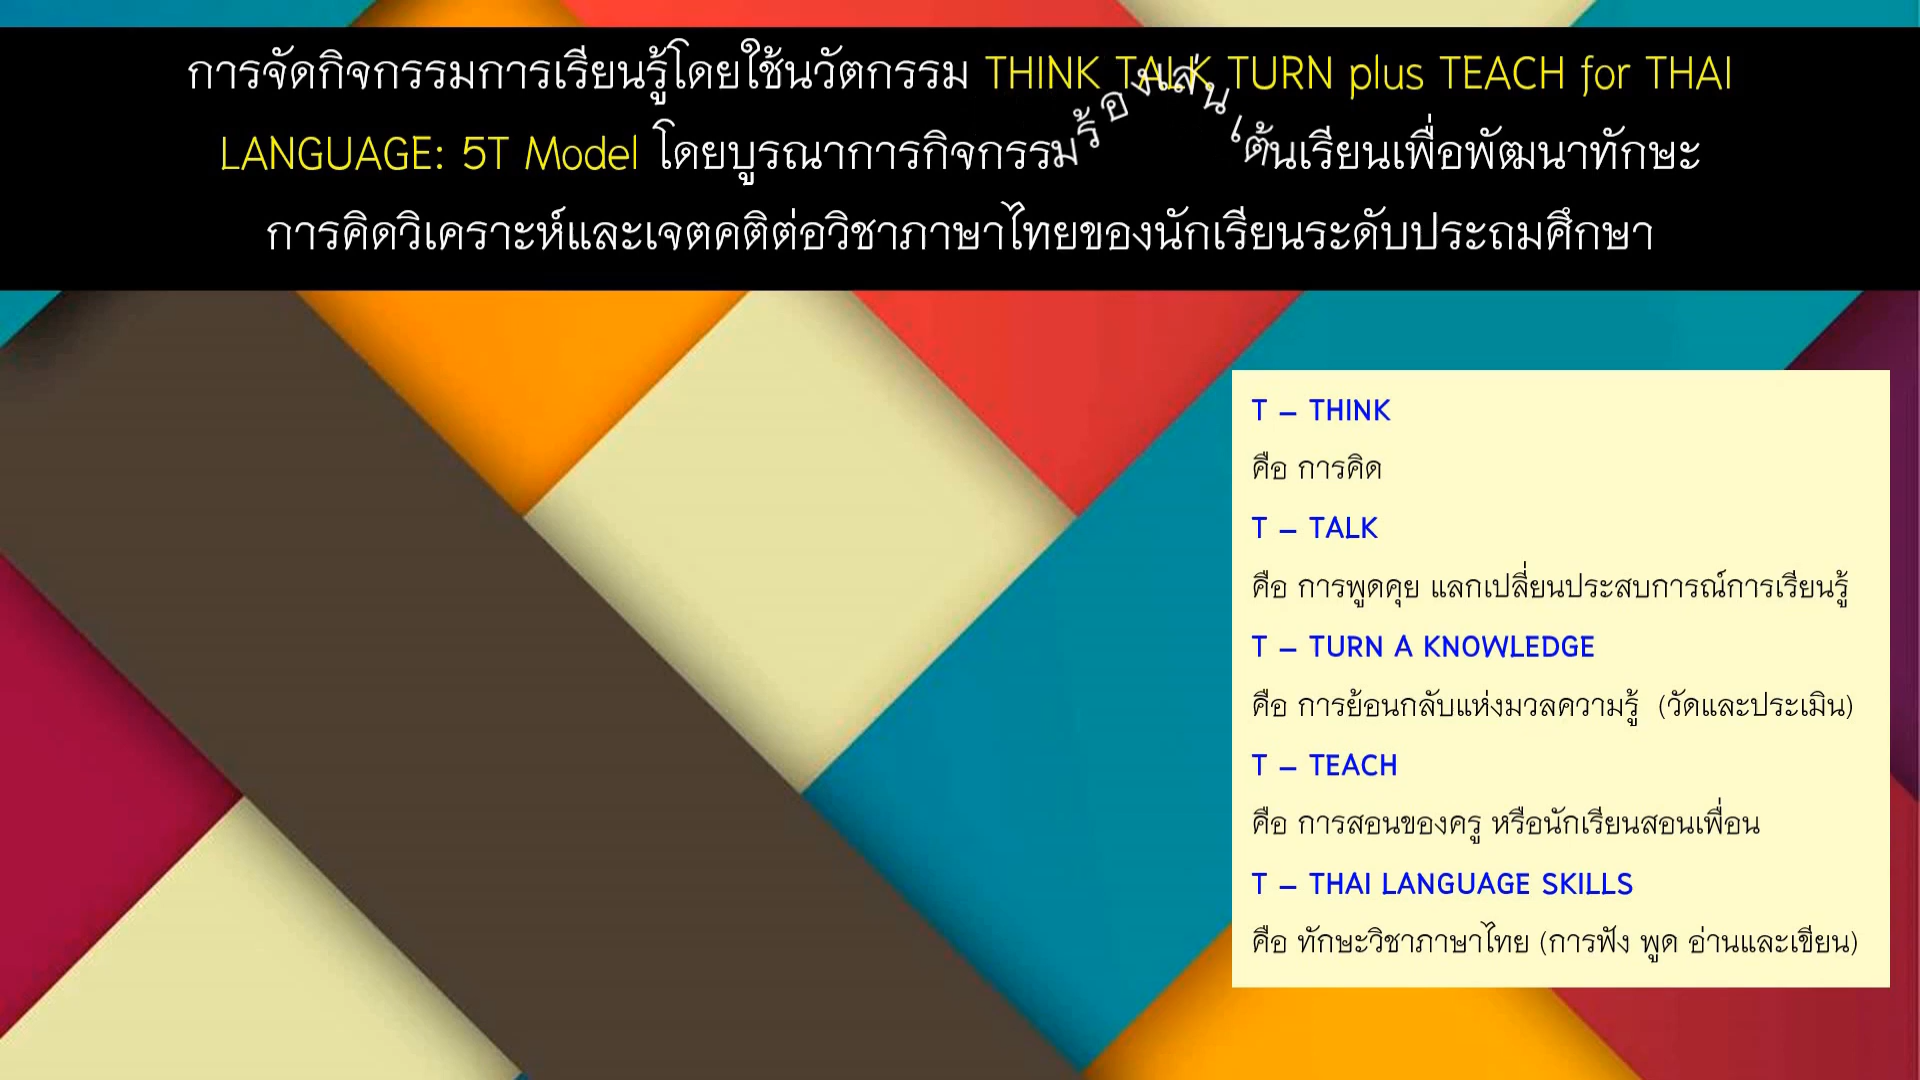 การจัดกิจกรรมการเรียนรู้โดยใช้นวัตกรรม THINK TALK TURN plus TEACH for THAI
LANGUAGE: 5T Model โดยบูรณาการกิจกรรมร้องเล่นเต้นเรียนเพื่อพัฒนาทักษะ
การคิดวิเคราะห์และเจตคติต่อวิชาภาษาไทยของนักเรียนระดับประถมศึกษา
T – THINK
คือ การคิด
T – TALK
คือ การพูดคุย แลกเปลี่ยนประสบการณ์การเรียนรู้
T – TURN A KNOWLEDGE
คือ การย้อนกลับแห่งมวลความรู้ (วัดและประเมิน)
T – TEACH
คือ การสอนของครู หรือนักเรียนสอนเพื่อน
T – THAI LANGUAGE SKILLS
คือ ทักษะวิชาภาษาไทย (การฟัง พูด อ่านและเขียน)